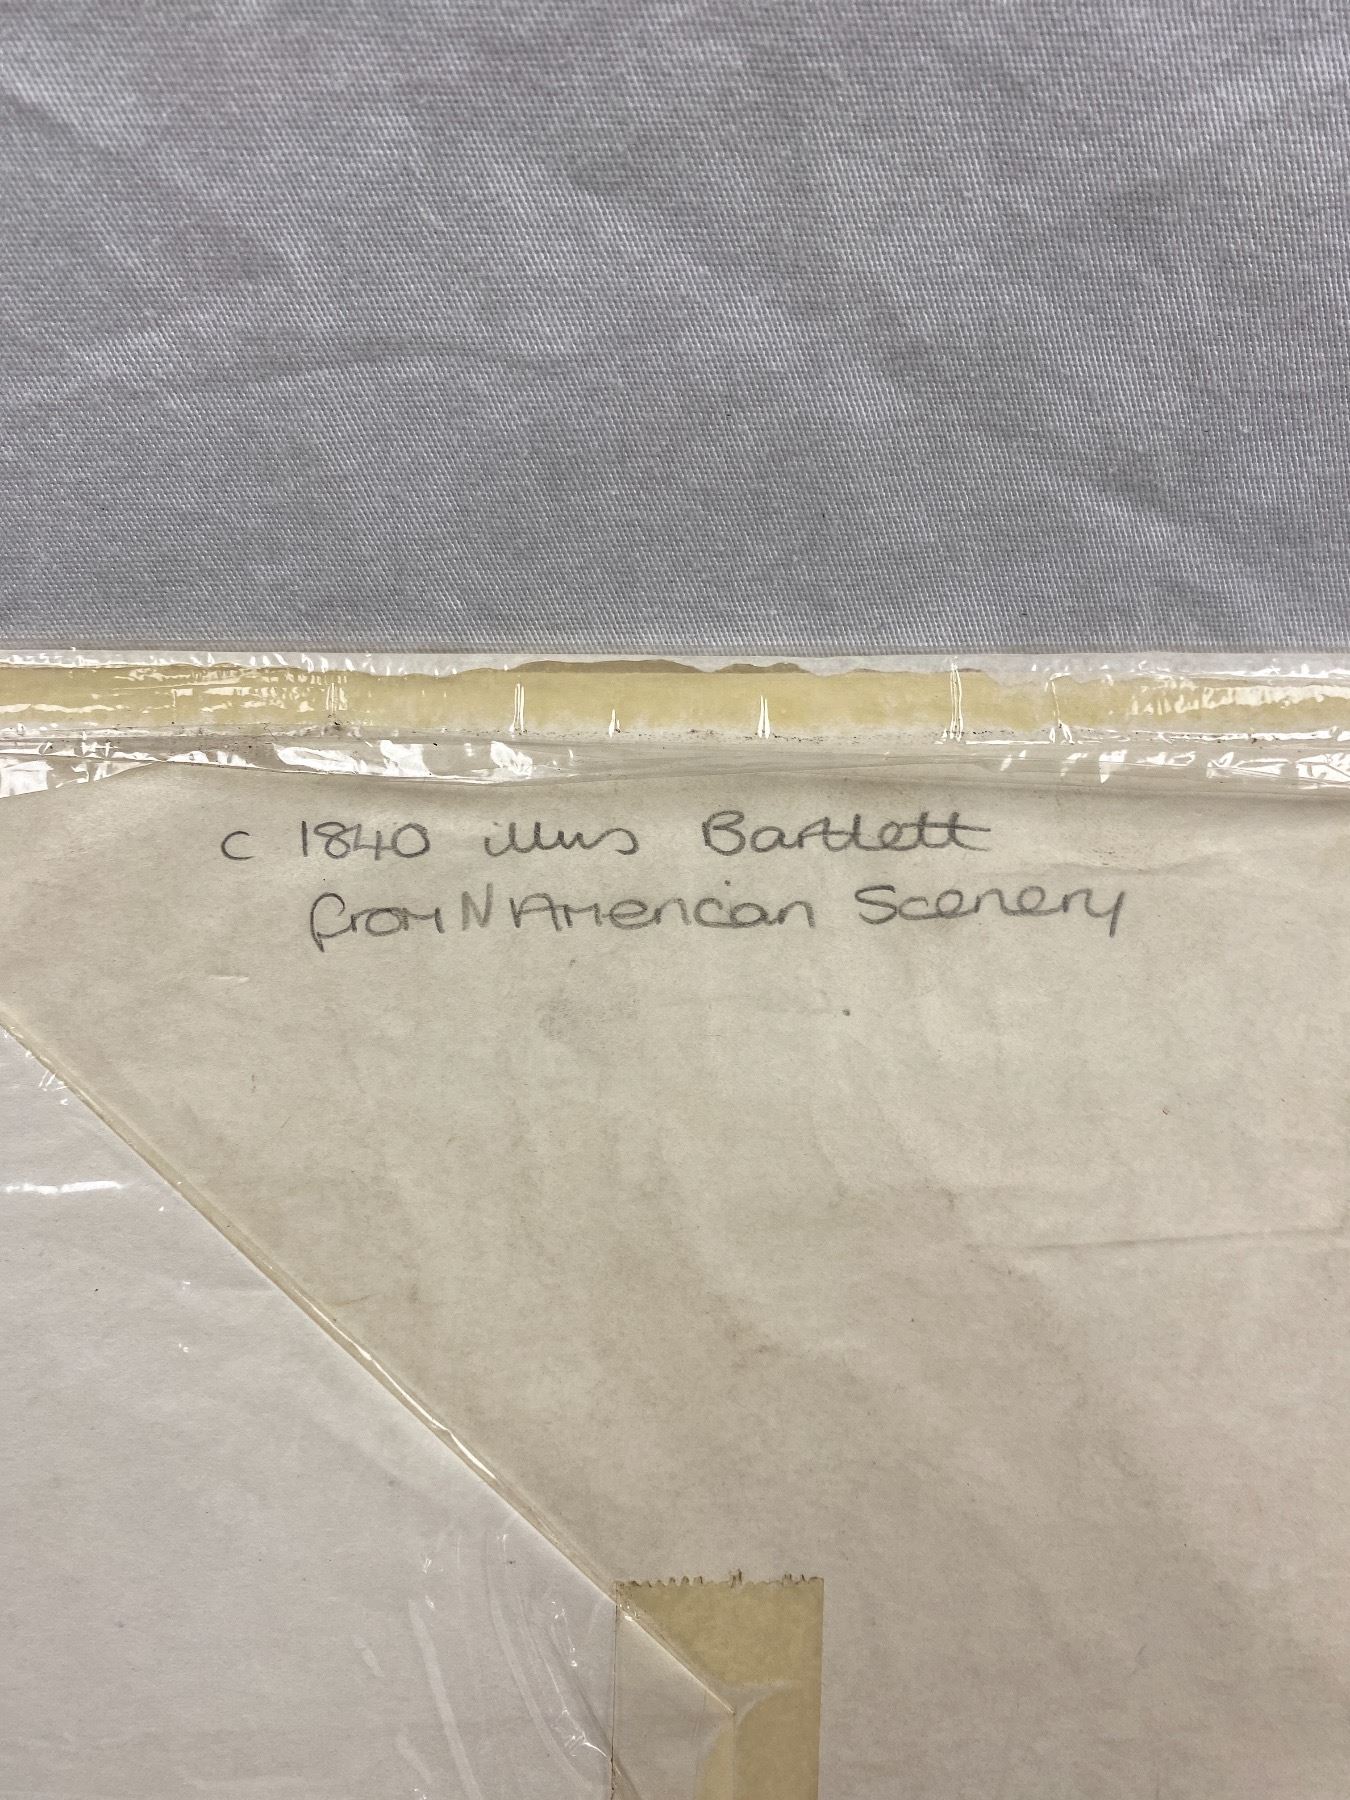 c 1840 illus Bartlett
from N American Scenery